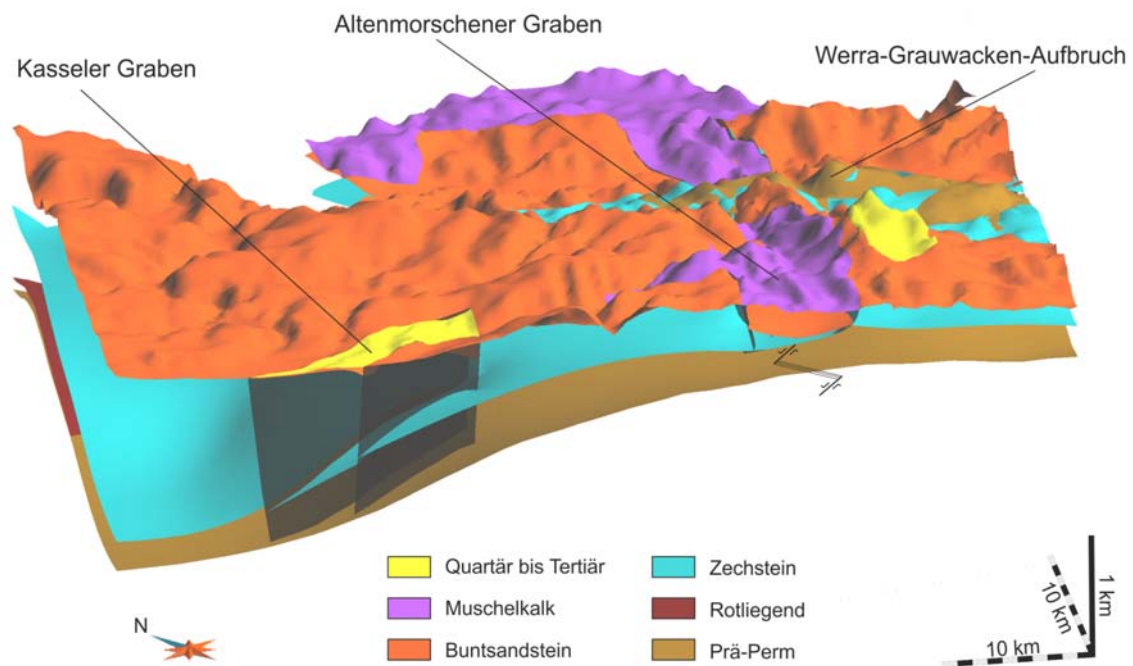 Altenmorschener Graben
Kasseler Graben
Werra-Grauwacken-Aufbruch
Quartär bis Tertiär
Muschelkalk
Buntsandstein
Zechstein
Rotliegend
Prä-Perm
N
10 km
10 km
1 km